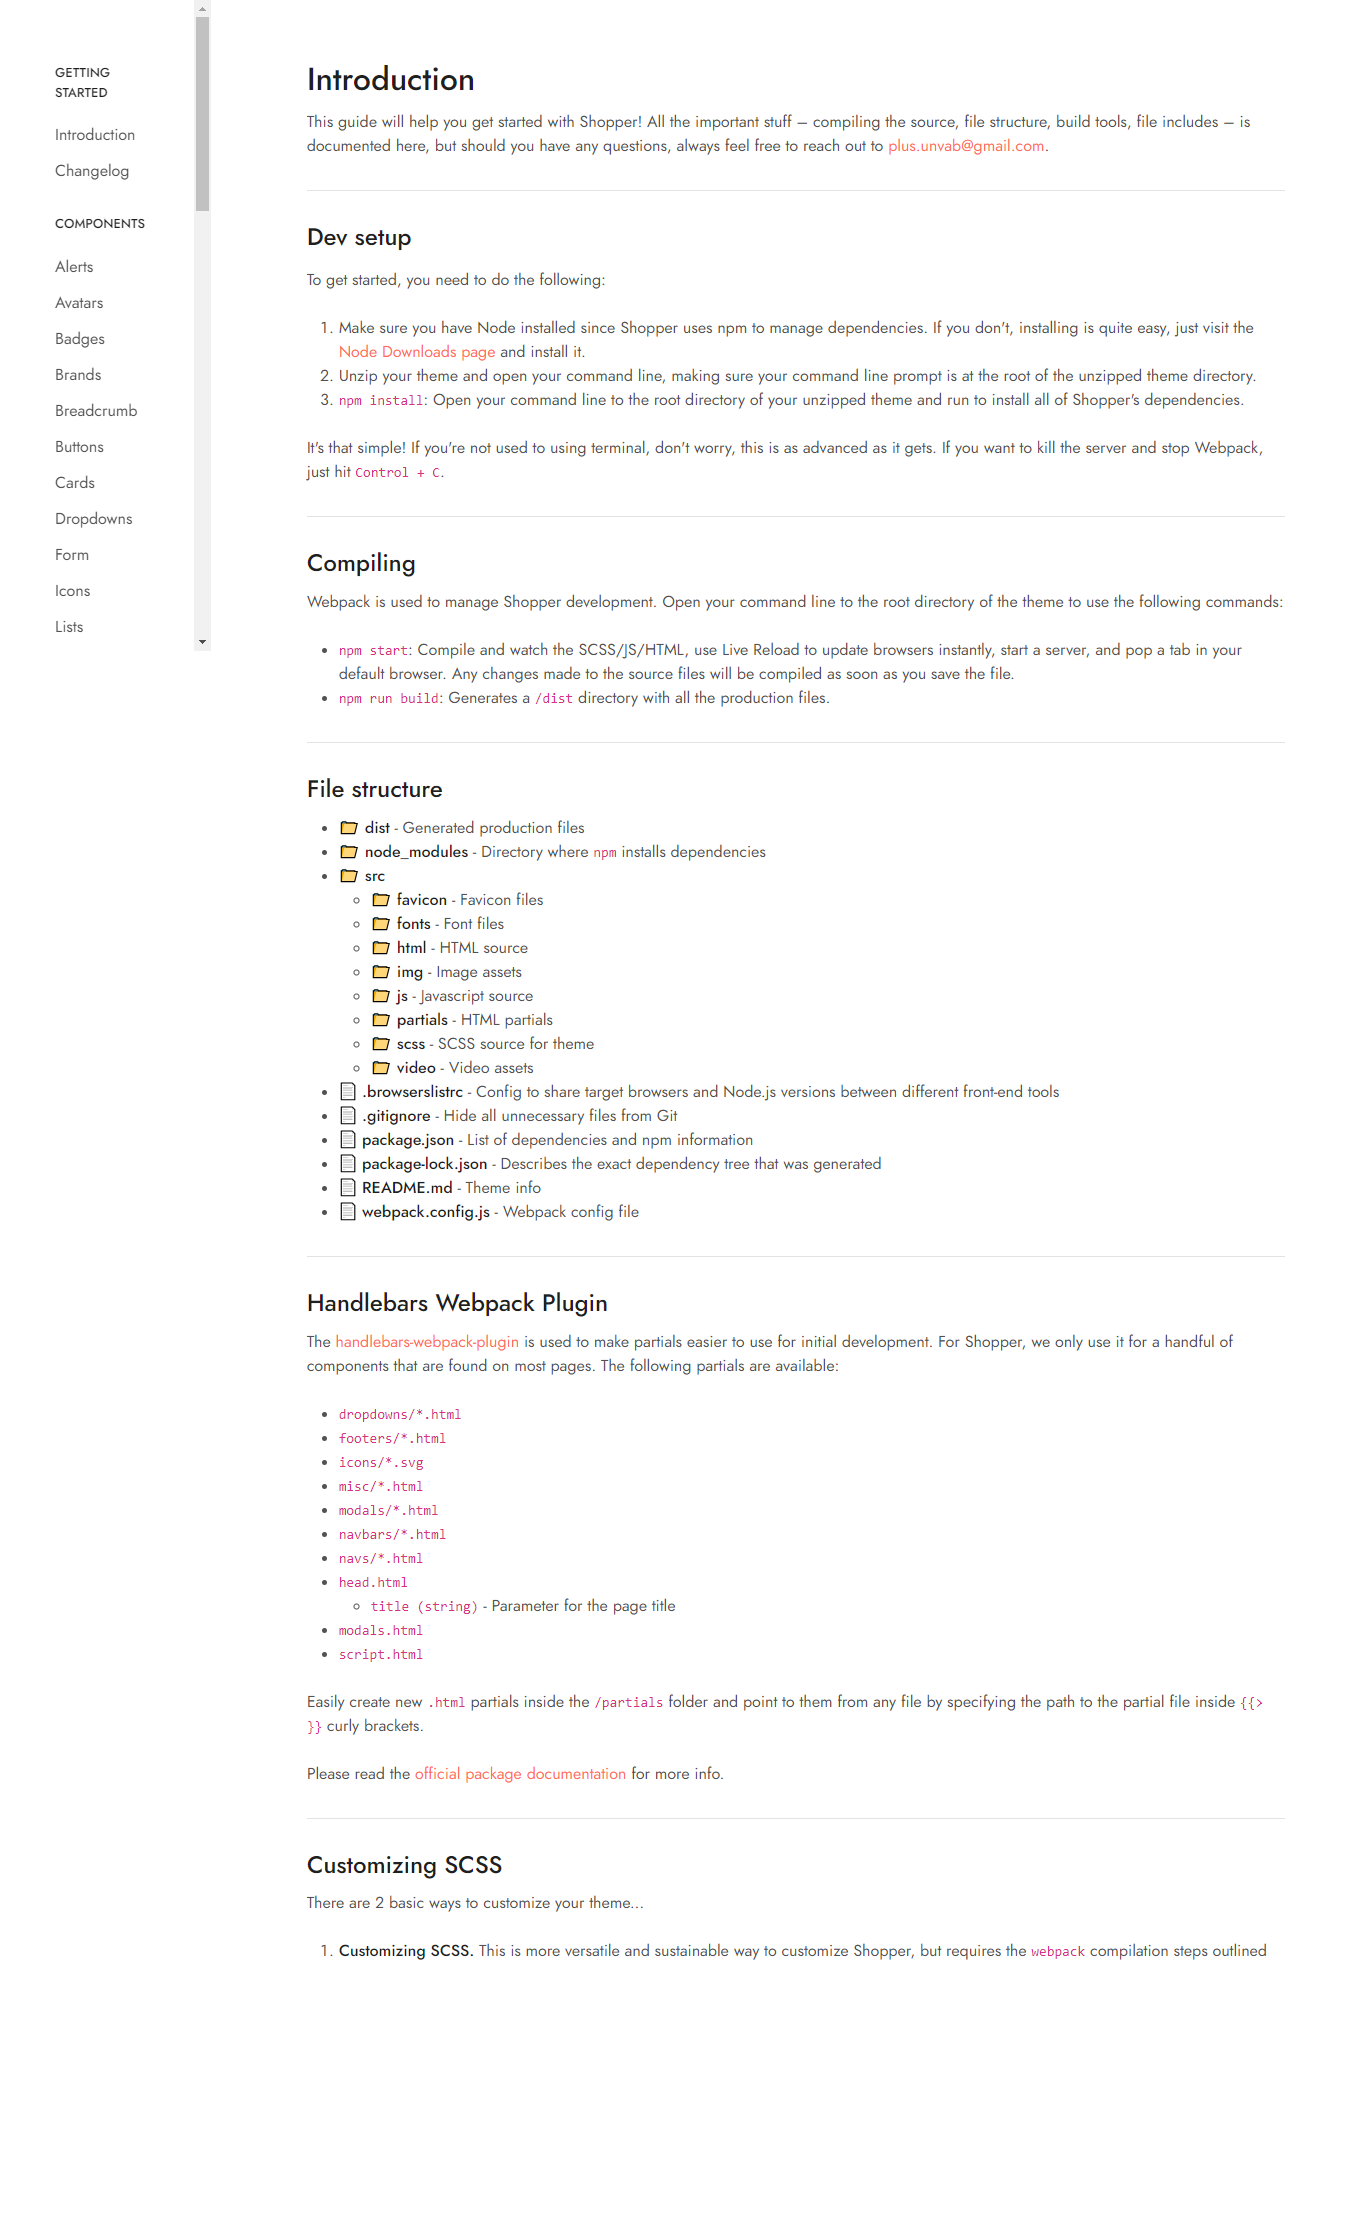 GETTING
STARTED
Introduction
Changelog
COMPONENTS
Alerts
Avatars
Badges
Brands
Breadcrumb
Buttons
Cards
Dropdowns
Form
Icons
Lists
Introduction
This guide will help you get started with Shopper! All the important stuff – compiling the source, file structure, build tools, file includes – is
documented here, but should you have any questions, always feel free to reach out to plus.unvab@gmail.com.
Dev setup
To get started, you need to do the following:
1. Make sure you have Node installed since Shopper uses npm to manage dependencies. If you don't, installing is quite easy, just visit the
Node Downloads page and install it.
2. Unzip your theme and open your command line, making sure your command line prompt is at the root of the unzipped theme directory.
3. npm install: Open your command line to the root directory of your unzipped theme and run to install all of Shopper's dependencies.
It's that simple! If you're not used to using terminal, don't worry, this is as advanced as it gets. If you want to kill the server and stop Webpack,
just hit Control + C.
Compiling
Webpack is used to manage Shopper development. Open your command line to the root directory of the theme to use the following commands:
npm start: Compile and watch the SCSS/JS/HTML, use Live Reload to update browsers instantly, start a server, and pop a tab in your
default browser. Any changes made to the source files will be compiled as soon as you save the file.
npm run build: Generates a /dist directory with all the production files.
File structure
dist - Generated production files
node_modules - Directory where npm installs dependencies
src
favicon - Favicon files
fonts - Font files
html - HTML source
img - Image assets
js - Javascript source
partials - HTML partials
scss - SCSS source for theme
video - Video assets
.browserslistrc - Config to share target browsers and Node.js versions between different front-end tools
.gitignore - Hide all unnecessary files from Git
package.json - List of dependencies and npm information
package-lock.json - Describes the exact dependency tree that was generated
README.md - Theme info
webpack.config.js - Webpack config file
Handlebars Webpack Plugin
The handlebars-webpack-plugin is used to make partials easier to use for initial development. For Shopper, we only use it for a handful of
components that are found on most pages. The following partials are available:
dropdowns/*.html
footers/*.html
icons/*.svg
misc/*.html
modals/*.html
navbars/*.html
navs/*.html
head.html
title (string) - Parameter for the page title
modals.html
script.html
Easily create new .html partials inside the /partials folder and point to them from any file by specifying the path to the partial file inside {{>
}} curly brackets.
Please read the official package documentation for more info.
Customizing SCSS
There are 2 basic ways to customize your theme...
1. Customizing SCSS. This is more versatile and sustainable way to customize Shopper, but requires the webpack compilation steps outlined